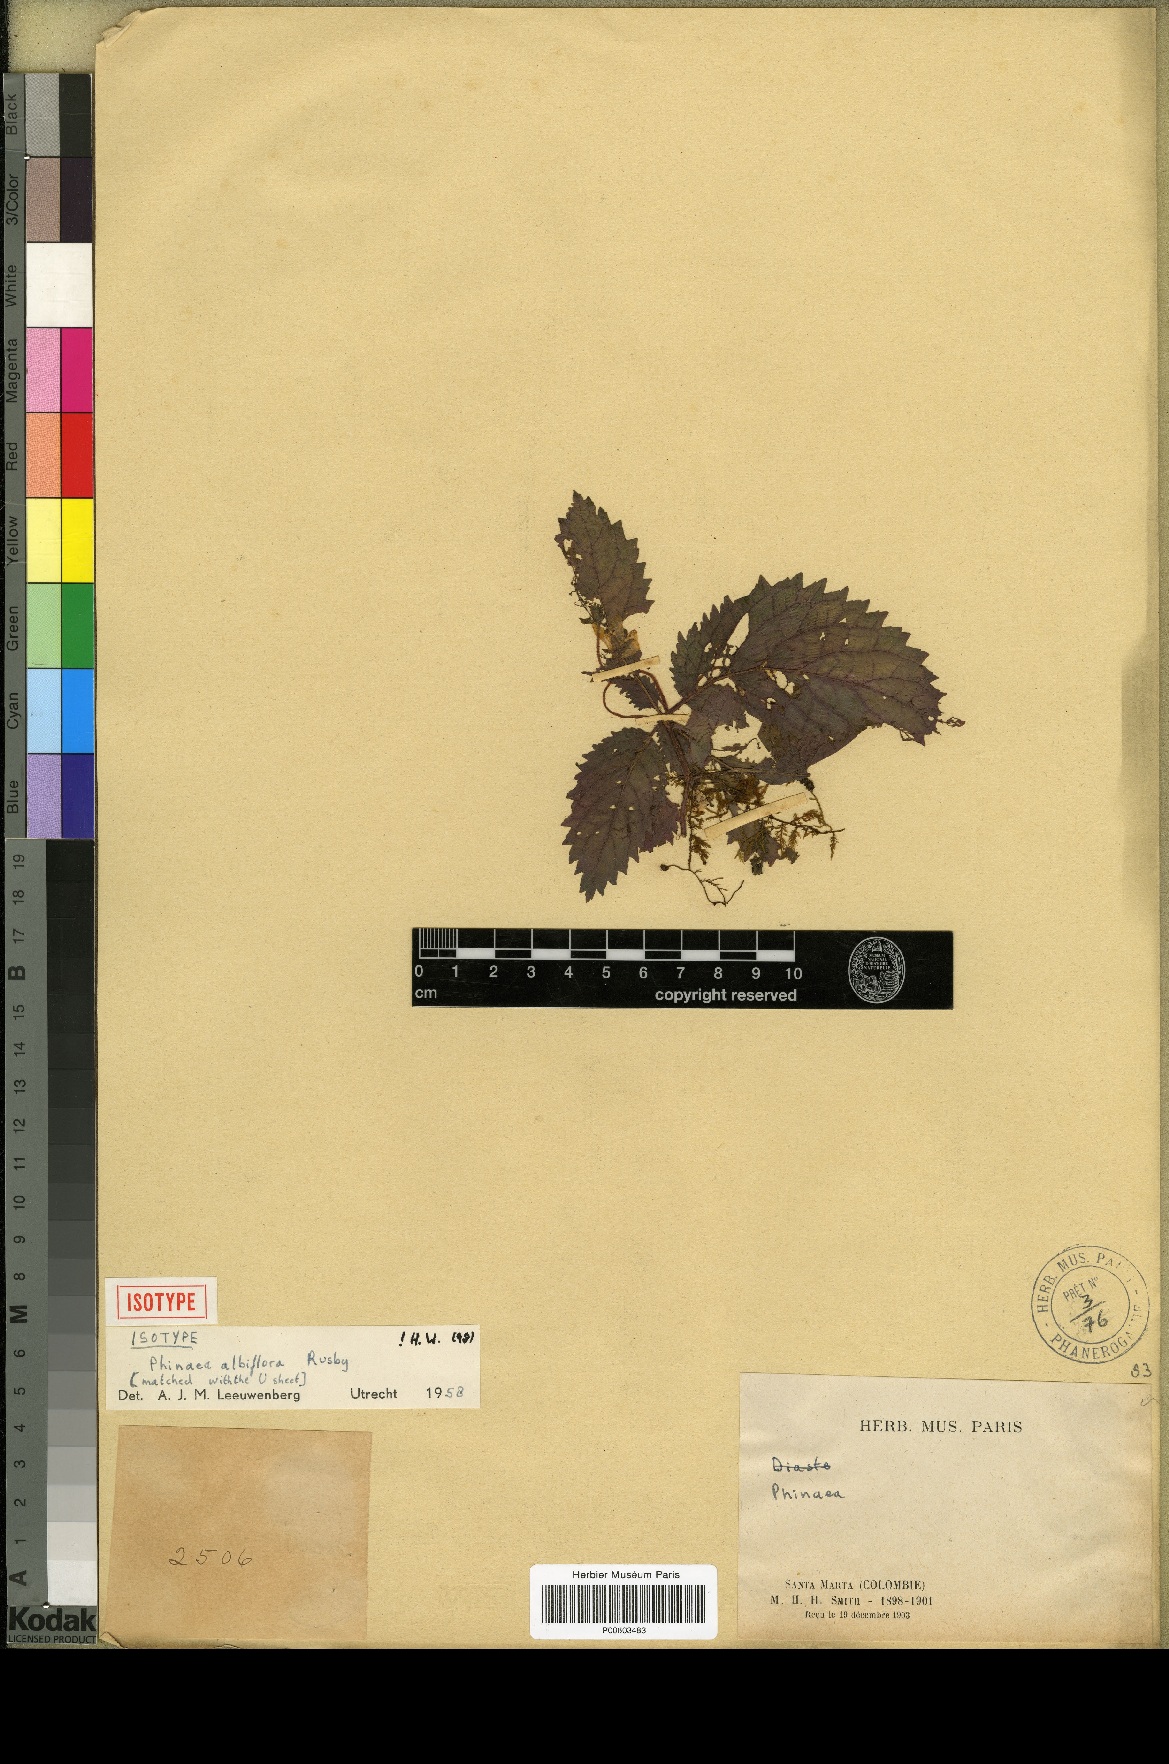 Black
3/Color
White
Magenta
Red
Yellow
Green
Cyan
Blue
19
18
17
B
15
14
13
12
11
10
9
8
M
6
5
4
3
2
1
A
Kodak
LICENSED PRODUCT
0 1 2 3 4 5 6 7 8 9 10
cm copyright reserved
HERB. MUS. PA
PRÊT N°
3/76
PHANEROGA
83
ISOTYPE
ISOTYPE ! H.W. (98)
Phinaea albiflora Rusby
[matched with the U sheet]
Det. A. J. M. Leeuwenberg Utrecht 1958
2506
Herbier Muséum Paris
P00603483
HERB. MUS. PARIS
Diasto
Phinaea
SANTA MARTA (COLOMBIE)
M. H. H. SMITH - 1898-1901
Reçu le 19 décembre 1903